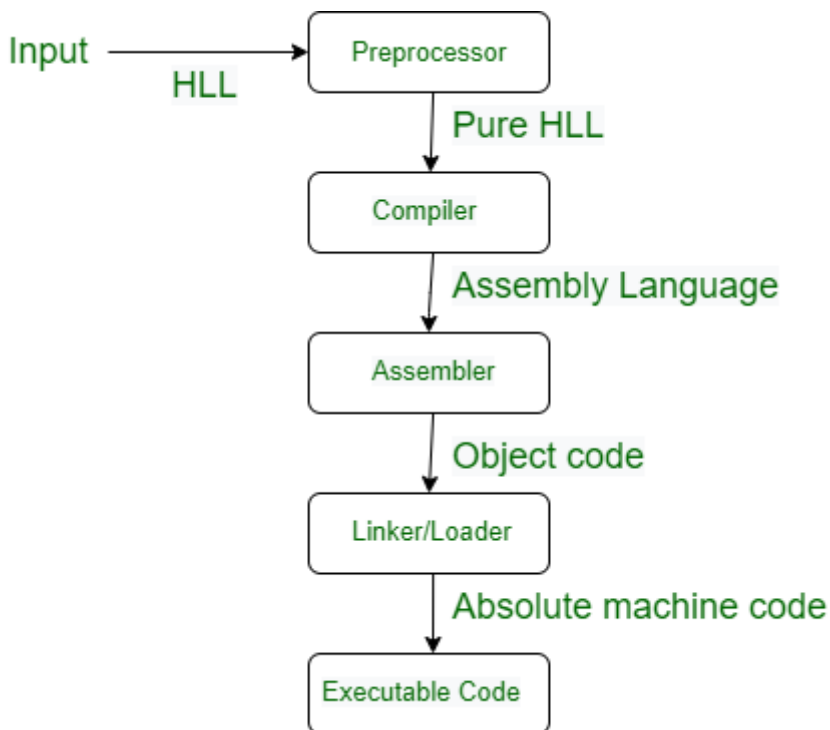 Input
HLL
Preprocessor
Pure HLL
Compiler
Assembly Language
Assembler
Object code
Linker/Loader
Absolute machine code
Executable Code